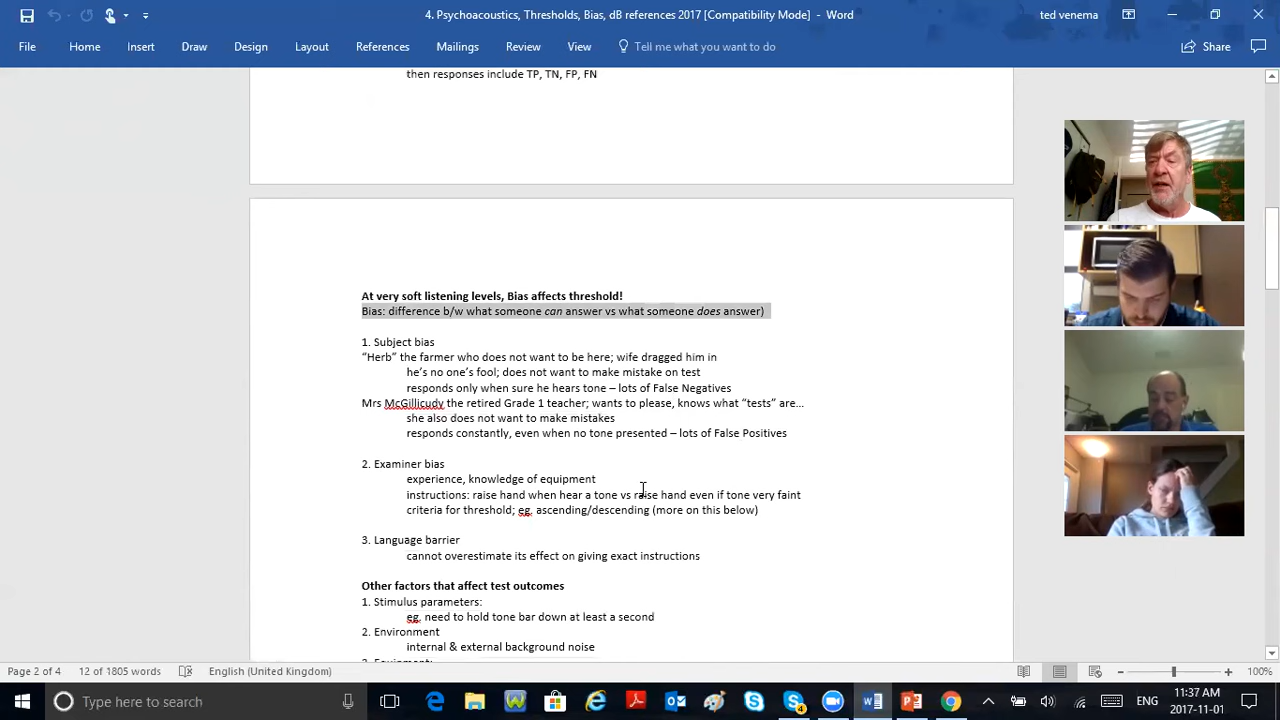 4. Psychoacoustics, Thresholds, Bias, dB references 2017 [Compatibility Mode] - Word
ted venema
File Home Insert Draw Design Layout References Mailings Review View Tell me what you want to do Share
then responses include TP, TN, FP, FN
At very soft listening levels, Bias affects threshold!
Bias: difference b/w what someone can answer vs what someone does answer)
1. Subject bias
"Herb" the farmer who does not want to be here; wife dragged him in
he's no one's fool; does not want to make mistake on test
responds only when sure he hears tone – lots of False Negatives
Mrs McGillicudy the retired Grade 1 teacher; wants to please, knows what "tests" are...
she also does not want to make mistakes
responds constantly, even when no tone presented – lots of False Positives
2. Examiner bias
experience, knowledge of equipment
instructions: raise hand when hear a tone vs raise hand even if tone very faint
criteria for threshold; eg. ascending/descending (more on this below)
3. Language barrier
cannot overestimate its effect on giving exact instructions
Other factors that affect test outcomes
1. Stimulus parameters:
eg. need to hold tone bar down at least a second
2. Environment
internal & external background noise
Page 2 of 4 12 of 1805 words English (United Kingdom) 100%
Type here to search
ENG
11:37 AM
2017-11-01